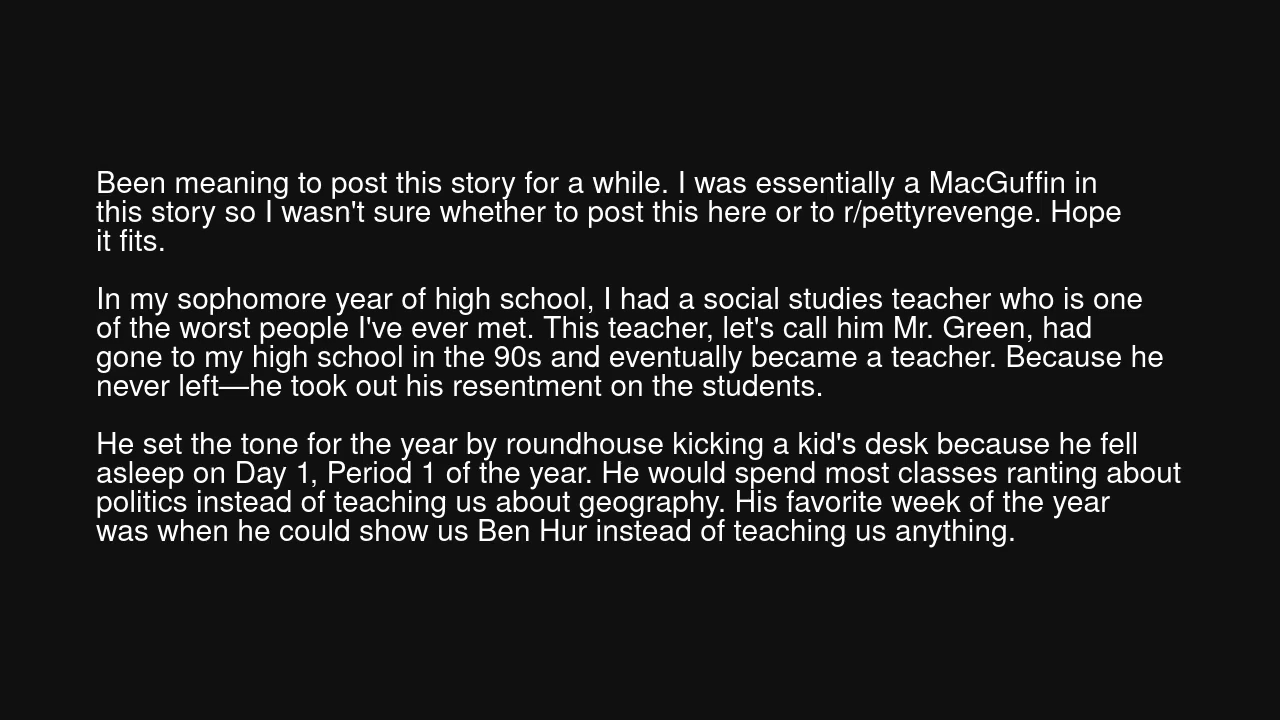 Been meaning to post this story for a while. I was essentially a MacGuffin in
this story so I wasn't sure whether to post this here or to r/pettyrevenge. Hope
it fits.
In my sophomore year of high school, I had a social studies teacher who is one
of the worst people I've ever met. This teacher, let's call him Mr. Green, had
gone to my high school in the 90s and eventually became a teacher. Because he
never left—he took out his resentment on the students.
He set the tone for the year by roundhouse kicking a kid's desk because he fell
asleep on Day 1, Period 1 of the year. He would spend most classes ranting about
politics instead of teaching us about geography. His favorite week of the year
was when he could show us Ben Hur instead of teaching us anything.